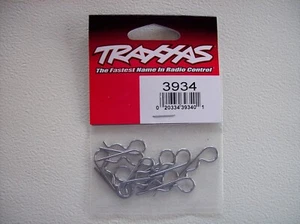 TRAXXAS
The Fastest Name In Radio Control
3934
0 20334 39340 1